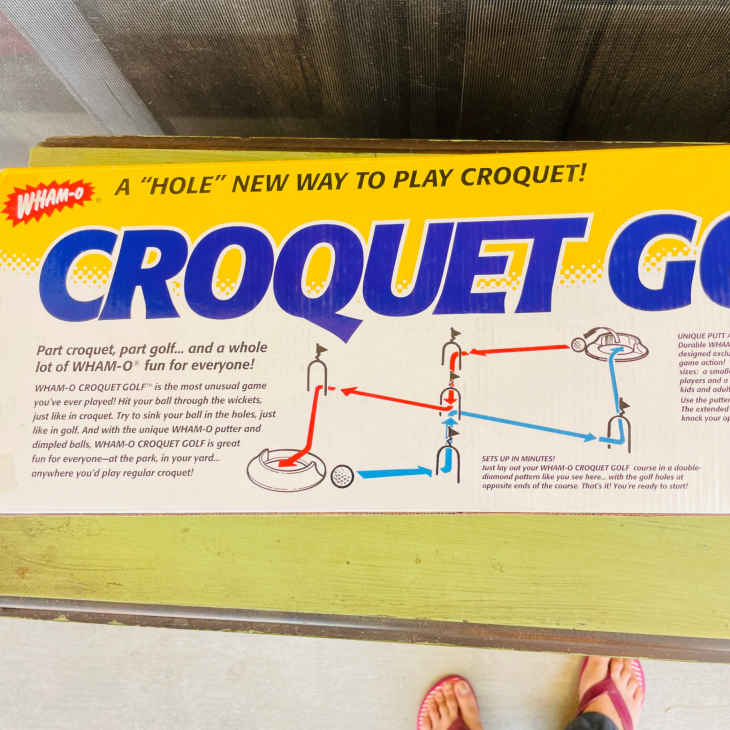 WHAM-O®
A "HOLE" NEW WAY TO PLAY CROQUET!
CROQUET GO
Part croquet, part golf... and a whole
lot of WHAM-O® fun for everyone!
WHAM-O CROQUET GOLF™ is the most unusual game
you've ever played! Hit your ball through the wickets,
just like in croquet. Try to sink your ball in the holes, just
like in golf. And with the unique WHAM-O putter and
dimpled balls, WHAM-O CROQUET GOLF is great
fun for everyone—at the park, in your yard...
anywhere you'd play regular croquet!
SETS UP IN MINUTES!
Just lay out your WHAM-O CROQUET GOLF course in a double-
diamond pattern like you see here... with the golf holes at
opposite ends of the course. That's it! You're ready to start!
UNIQUE PUTT
Durable WHAM
designed
game action!
sizes: a
players and a
kids and
Use the putter
The extended
knock your